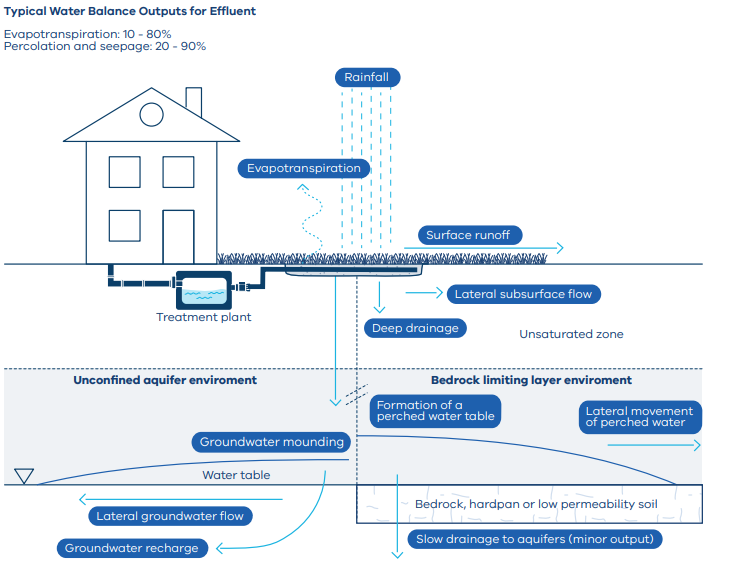 Typical Water Balance Outputs for Effluent
Evapotranspiration: 10 - 80%
Percolation and seepage: 20 - 90%
Rainfall
Evapotranspiration
Surface runoff
Lateral subsurface flow
Treatment plant
Deep drainage
Unsaturated zone
Unconfined aquifer enviroment
Bedrock limiting layer enviroment
Formation of a
perched water table
Lateral movement
of perched water
Groundwater mounding
Water table
Bedrock, hardpan or low permeability soil
Lateral groundwater flow
Slow drainage to aquifers (minor output)
Groundwater recharge